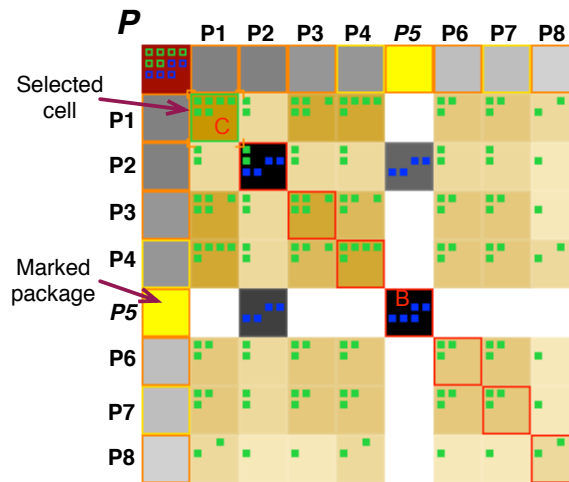 P
P1 P2 P3 P4 P5 P6 P7 P8
Selected
cell
P1
C
P2
P3
P4
Marked
package
P5
B
P6
P7
P8